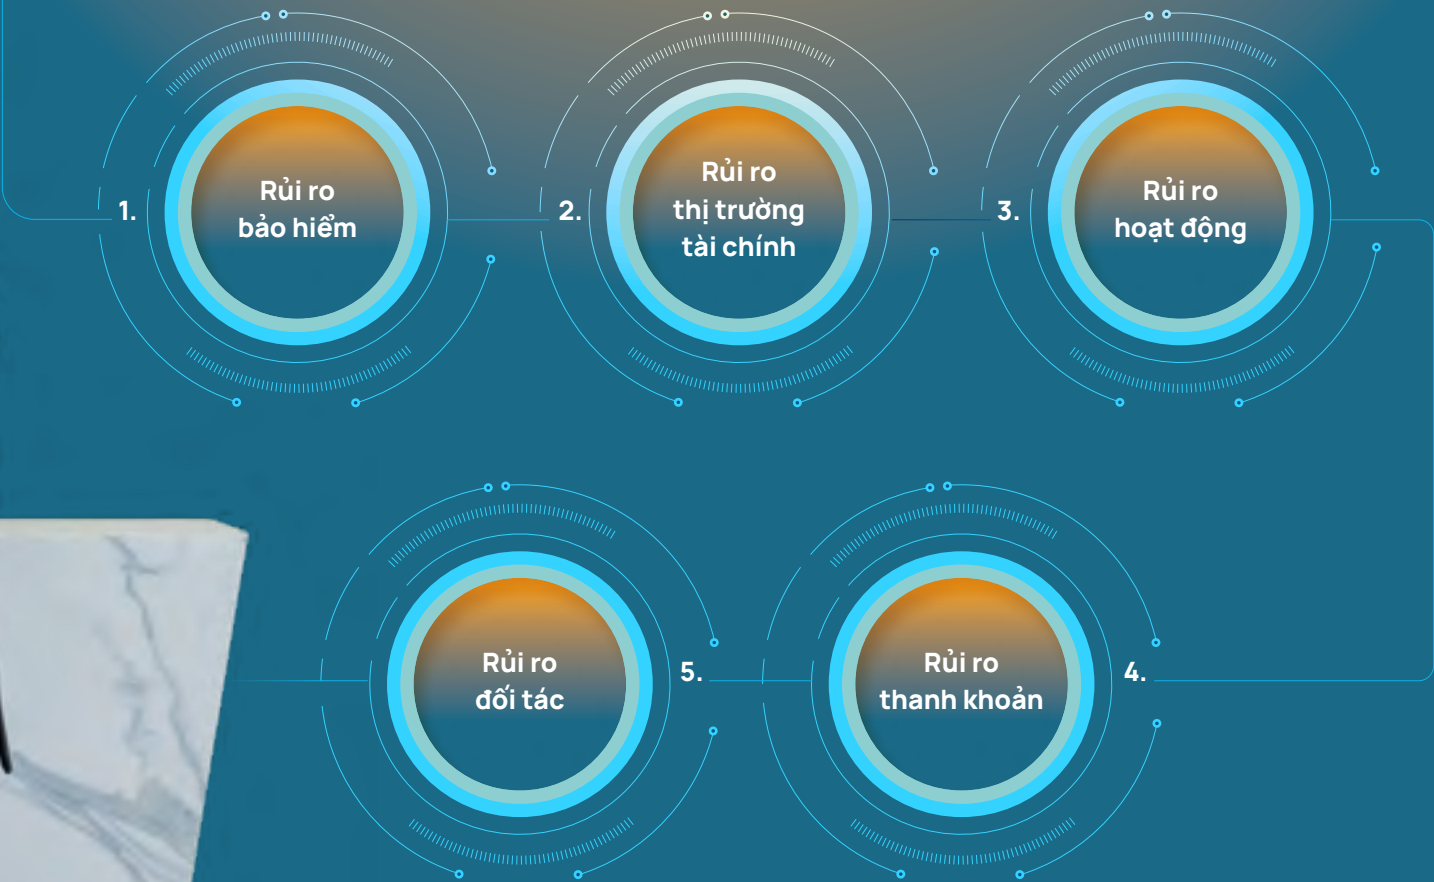 1.
Rủi ro
bảo hiểm
2.
Rủi ro
thị trường
tài chính
3.
Rủi ro
hoạt động
4.
Rủi ro
thanh khoản
5.
Rủi ro
đối tác